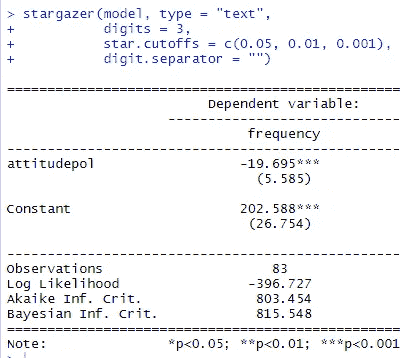 > stargazer(model, type = "text",
+ digits = 3,
+ star.cutoffs = c(0.05, 0.01, 0.001),
+ digit.separator = "")
=================================================
Dependent variable:
-----------------------------
frequency
-------------------------------------------------
attitudepol -19.695***
(5.585)
Constant 202.588***
(26.754)
-------------------------------------------------
Observations 83
Log Likelihood -396.727
Akaike Inf. Crit. 803.454
Bayesian Inf. Crit. 815.548
=================================================
Note: *p<0.05; **p<0.01; ***p<0.001
>